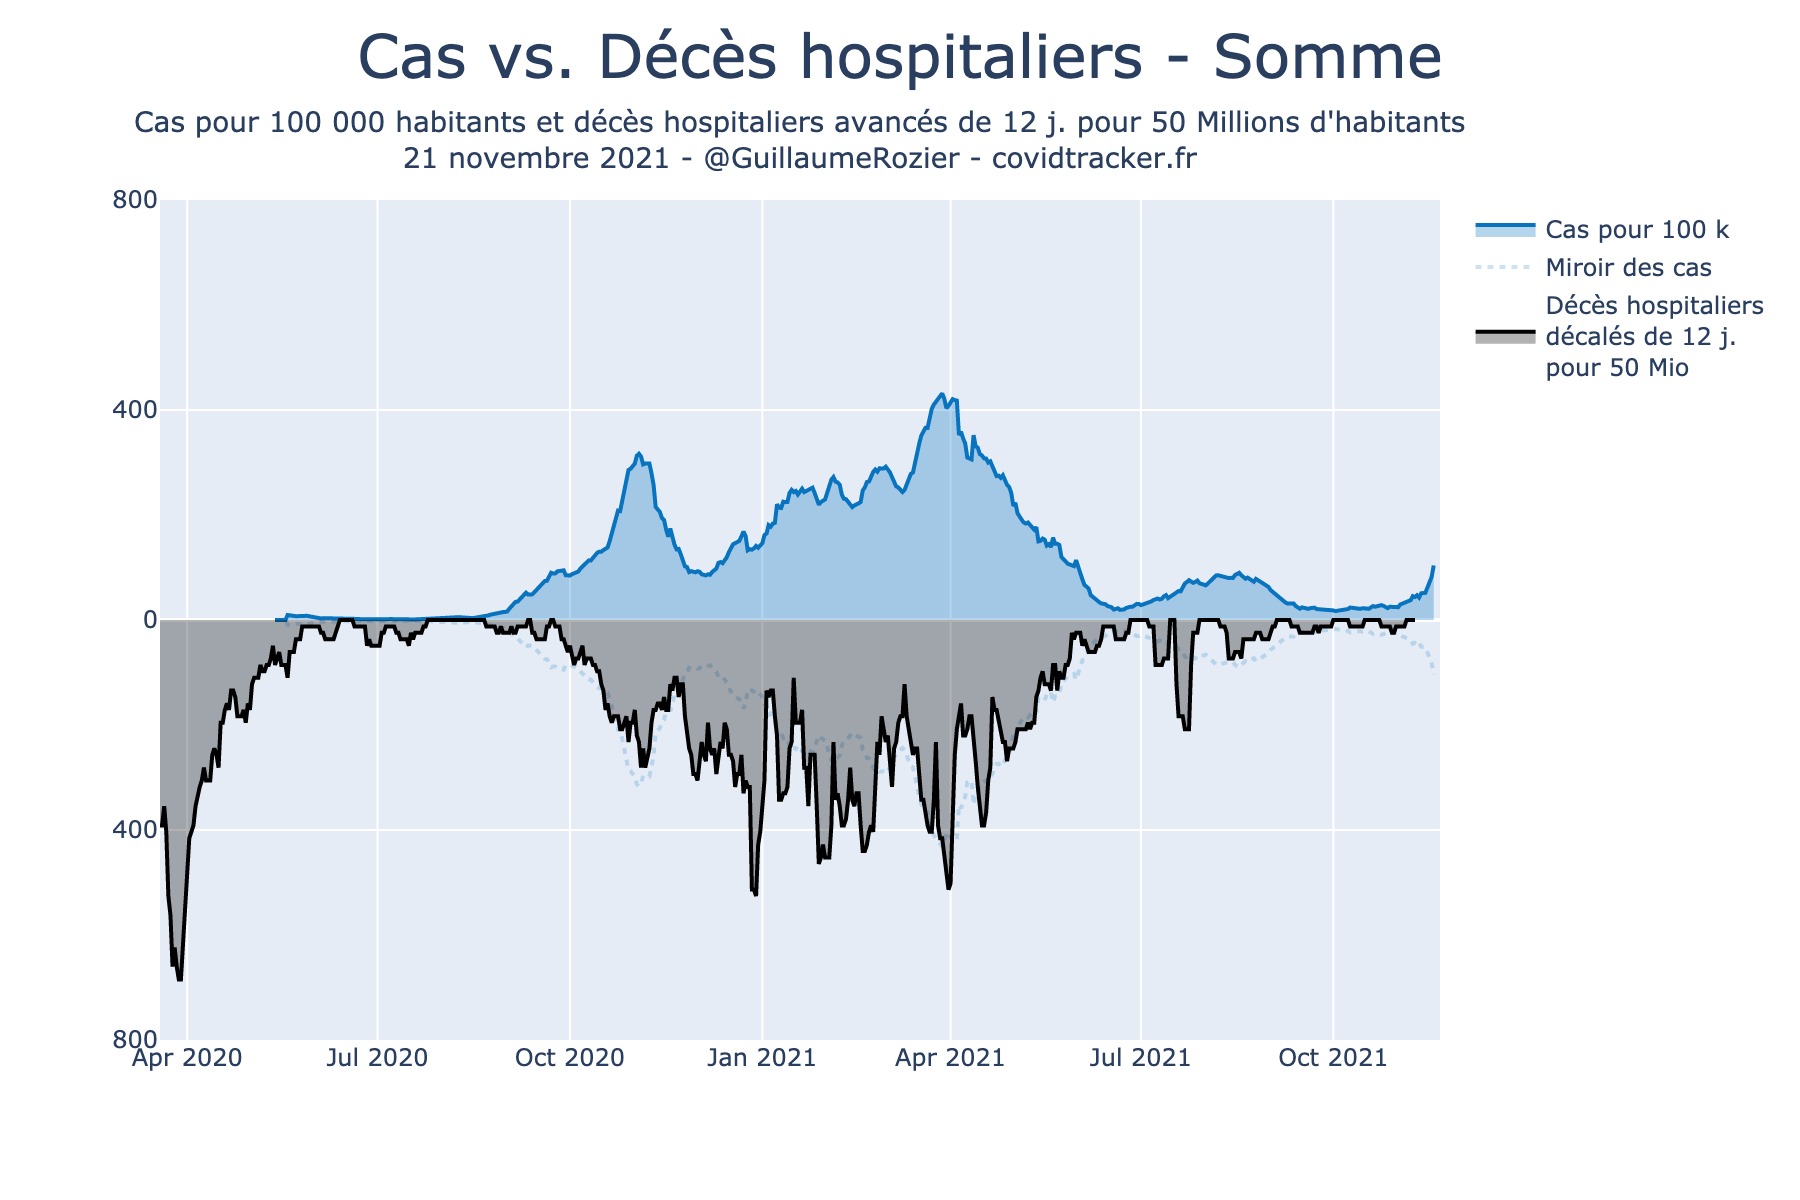 Cas vs. Décès hospitaliers - Somme
Cas pour 100 000 habitants et décès hospitaliers avancés de 12 j. pour 50 Millions d'habitants
21 novembre 2021 - @GuillaumeRozier - covidtracker.fr
800
400
0
400
800
Apr 2020
Jul 2020
Oct 2020
Jan 2021
Apr 2021
Jul 2021
Oct 2021
Cas pour 100 k
Miroir des cas
Décès hospitaliers
décalés de 12 j.
pour 50 Mio